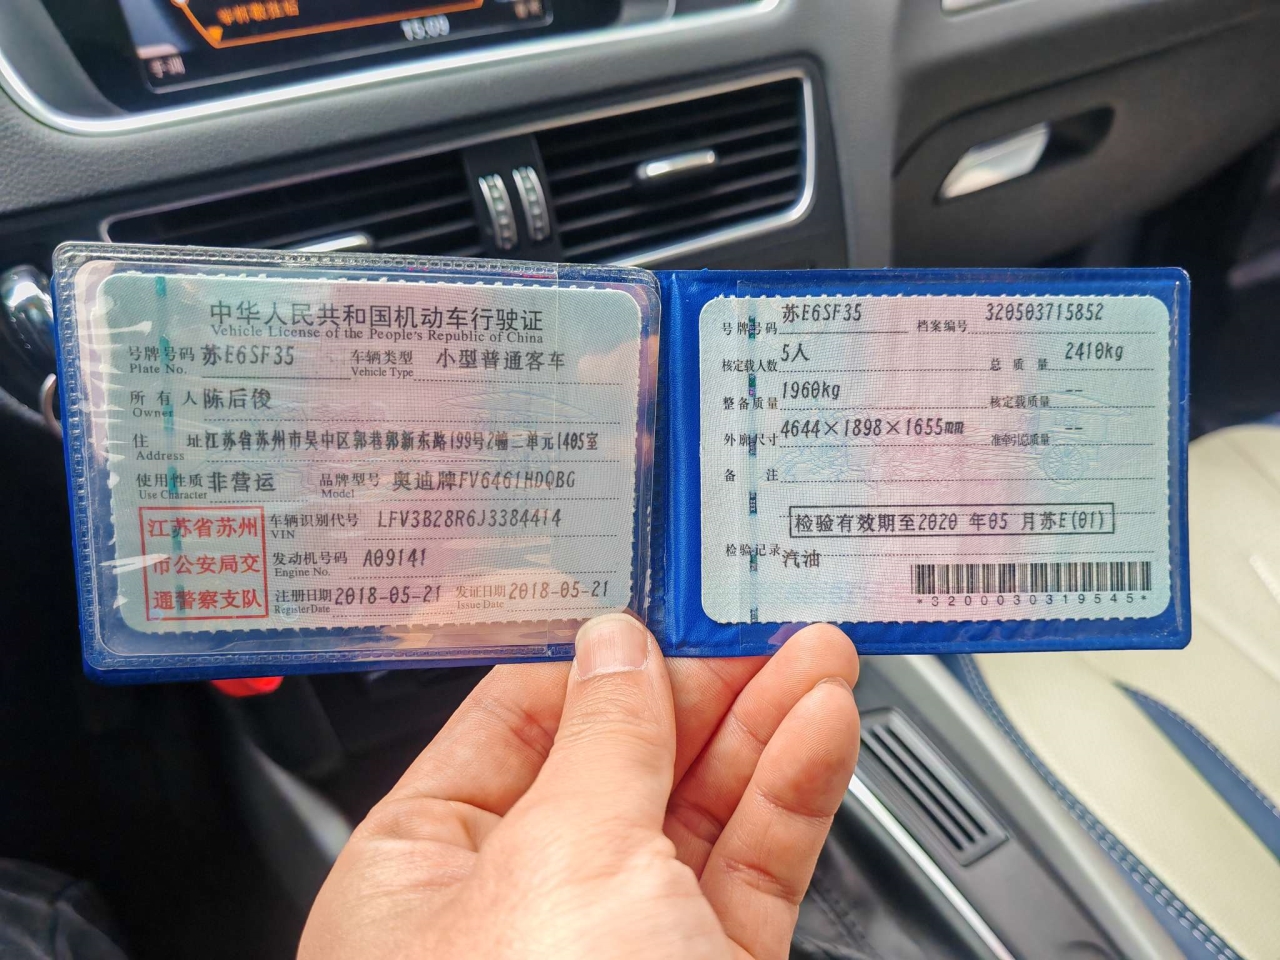 15:09
手调
中华人民共和国机动车行驶证
Vehicle License of the People's Republic of China
号牌号码 苏E6SF35 车辆类型 小型普通客车
Plate No. Vehicle Type
所有人 陈后俊
Owner
住址 江苏省苏州市吴中区郭巷郭新东路199号2幢二单元1405室
Address
使用性质 非营运 品牌型号 奥迪牌FV6461HDQBG
Use Character Model
江苏省苏州
市公安局交
通警察支队
车辆识别代号 LFV3B28R6J3384414
VIN
发动机号码 A09141
Engine No.
注册日期 2018-05-21 发证日期 2018-05-21
Register Date Issue Date
号牌号码 苏E6SF35 档案编号 320503715852
核定载人数 5人 总质量 2410kg
整备质量 1960kg 核定载质量 --
外廓尺寸 4644×1898×1655mm 准牵引总质量 --
备注
检验有效期至2020 年05 月苏E(01)
检验记录 汽油
*3200030319545*